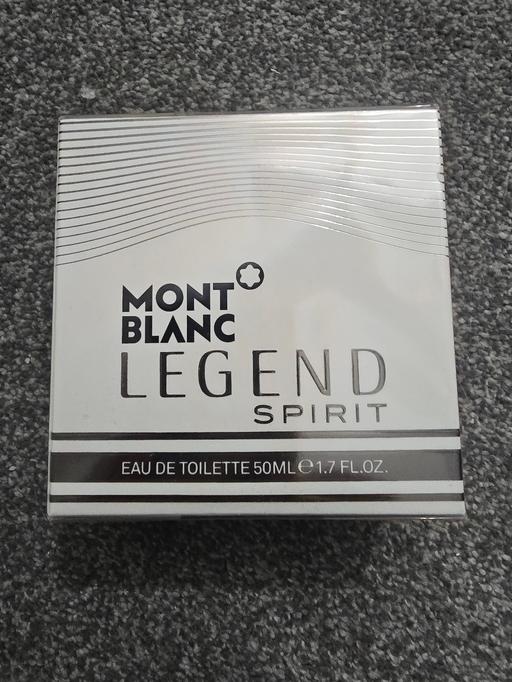 MONT
BLANC
LEGEND
SPIRIT
EAU DE TOILETTE 50ML ℮ 1.7 FL.OZ.